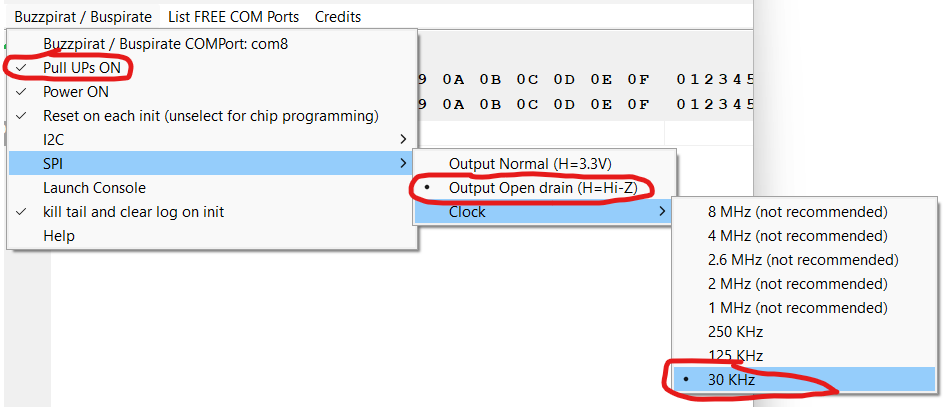 Buzzpirat / Buspirate List FREE COM Ports Credits
Buzzpirat / Buspirate COMPort: com8
Pull UPs ON
9 0A 0B 0C 0D 0E 0F 012345
Power ON
9 0A 0B 0C 0D 0E 0F 012345
Reset on each init (unselect for chip programming)
I2C
SPI
Output Normal (H=3.3V)
Launch Console
Output Open drain (H=Hi-Z)
kill tail and clear log on init
Clock
8 MHz (not recommended)
Help
4 MHz (not recommended)
2.6 MHz (not recommended)
2 MHz (not recommended)
1 MHz (not recommended)
250 KHz
125 KHz
30 KHz